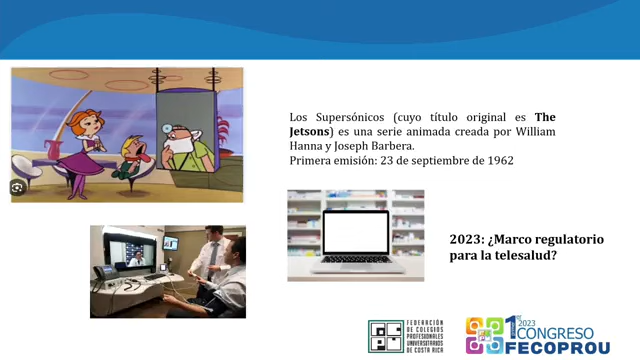 Los Supersónicos (cuyo título original es The
Jetsons) es una serie animada creada por William
Hanna y Joseph Barbera.
Primera emisión: 23 de septiembre de 1962
2023: ¿Marco regulatorio
para la telesalud?
FEDERACIÓN
DE COLEGIOS
PROFESIONALES
UNIVERSITARIOS
DE COSTA RICA
1
2023
CONGRESO
FECOPROU